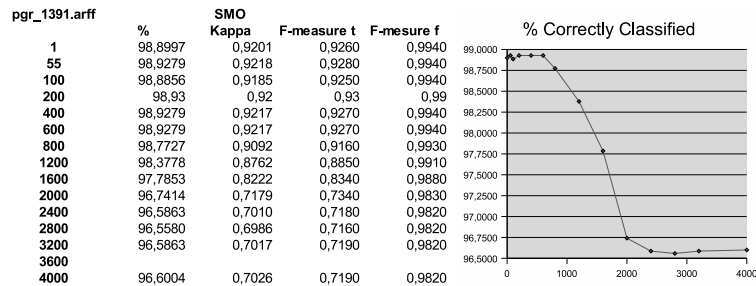 pgr_1391.arff SMO
% Kappa F-measure t F-mesure f
1 98,8997 0,9201 0,9260 0,9940
55 98,9279 0,9218 0,9280 0,9940
100 98,8856 0,9185 0,9250 0,9940
200 98,93 0,92 0,93 0,99
400 98,9279 0,9217 0,9270 0,9940
600 98,9279 0,9217 0,9270 0,9940
800 98,7727 0,9092 0,9160 0,9930
1200 98,3778 0,8762 0,8850 0,9910
1600 97,7853 0,8222 0,8340 0,9880
2000 96,7414 0,7179 0,7340 0,9830
2400 96,5863 0,7010 0,7180 0,9820
2800 96,5580 0,6986 0,7160 0,9820
3200 96,5863 0,7017 0,7190 0,9820
3600
4000 96,6004 0,7026 0,7190 0,9820
% Correctly Classified
99,0000
98,7500
98,5000
98,2500
98,0000
97,7500
97,5000
97,2500
97,0000
96,7500
96,5000
0 1000 2000 3000 4000